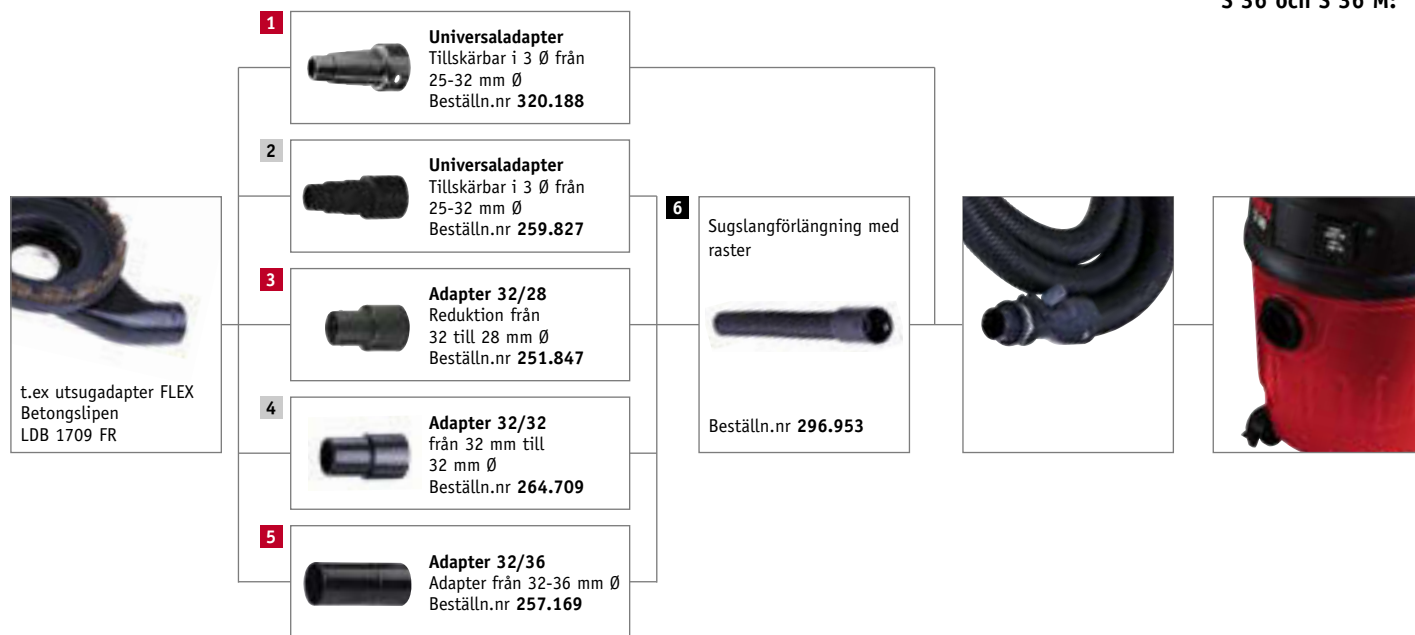 S 36 och S 36 M:
1
Universaladapter
Tillskärbar i 3 Ø från
25-32 mm Ø
Beställn.nr 320.188
2
Universaladapter
Tillskärbar i 3 Ø från
25-32 mm Ø
Beställn.nr 259.827
3
Adapter 32/28
Reduktion från
32 till 28 mm Ø
Beställn.nr 251.847
4
Adapter 32/32
från 32 mm till
32 mm Ø
Beställn.nr 264.709
5
Adapter 32/36
Adapter från 32-36 mm Ø
Beställn.nr 257.169
t.ex utsugadapter FLEX
Betongslipen
LDB 1709 FR
6
Sugslangförlängning med
raster
Beställn.nr 296.953